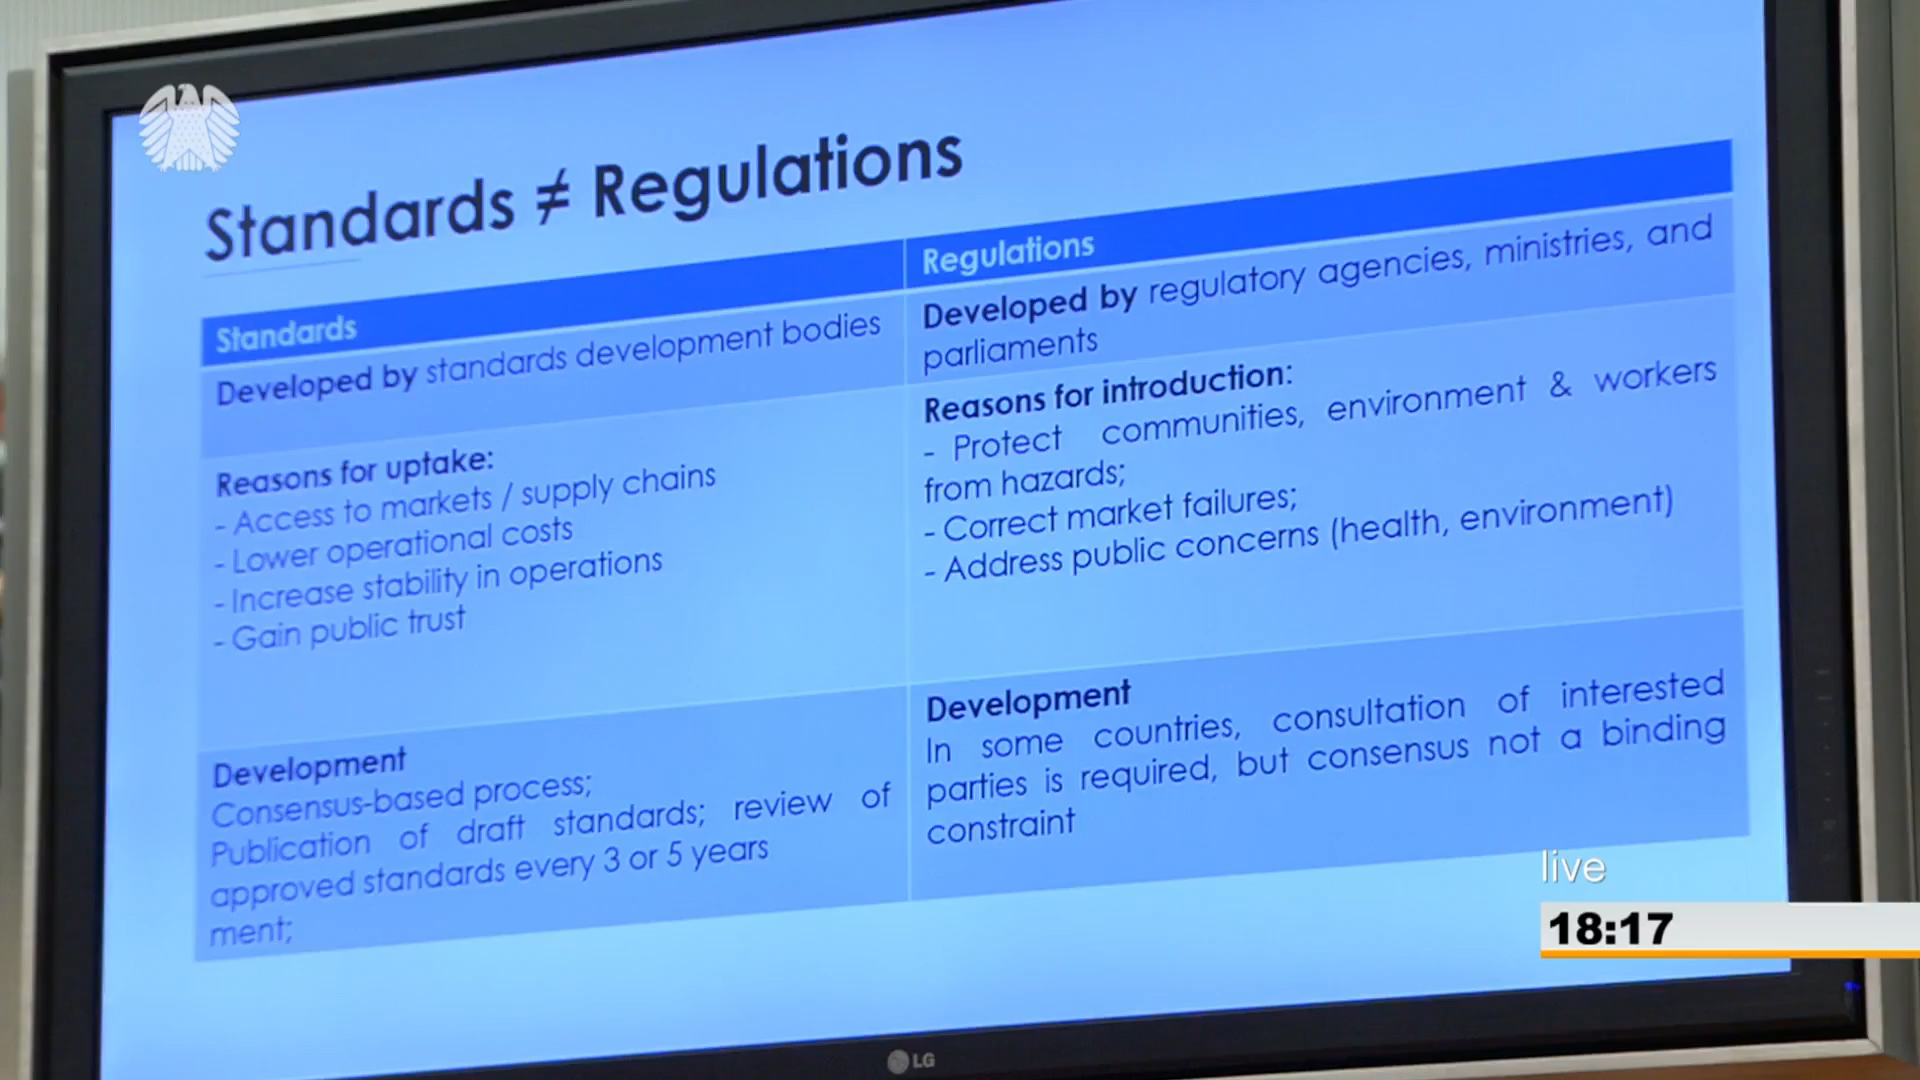 Standards ≠ Regulations
Standards
Developed by standards development bodies
Reasons for uptake:
- Access to markets / supply chains
- Lower operational costs
- Increase stability in operations
- Gain public trust
Development
Consensus-based process;
Publication of draft standards; review of
approved standards every 3 or 5 years
ment;
Regulations
Developed by regulatory agencies, ministries, and
parliaments
Reasons for introduction:
- Protect communities, environment & workers
from hazards;
- Correct market failures;
- Address public concerns (health, environment)
Development
In some countries, consultation of interested
parties is required, but consensus not a binding
constraint
live
18:17
LG